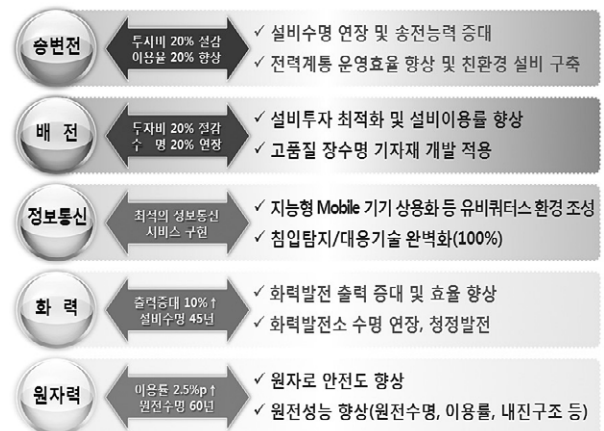 송변전
투자비 20% 절감
이용율 20% 향상
✓ 설비수명 연장 및 송전능력 증대
✓ 전력계통 운영효율 향상 및 친환경 설비 구축
배 전
투자비 20% 절감
수 명 20% 연장
✓ 설비투자 최적화 및 설비이용률 향상
✓ 고품질 장수명 기자재 개발 적용
정보통신
최적의 정보통신
시비스 구현
✓ 지능형 Mobile 기기 상용화 등 유비쿼터스 환경 조성
✓ 침입탐지/대응기술 완벽화(100%)
화 력
출력증대 10%↑
설비수명 45년
✓ 화력발전 출력 증대 및 효율 향상
✓ 화력발전소 수명 연장, 청정발전
원자력
이용률 2.5%p↑
원전수명 60년
✓ 원자로 안전도 향상
✓ 원전성능 향상(원전수명, 이용률, 내진구조 등)